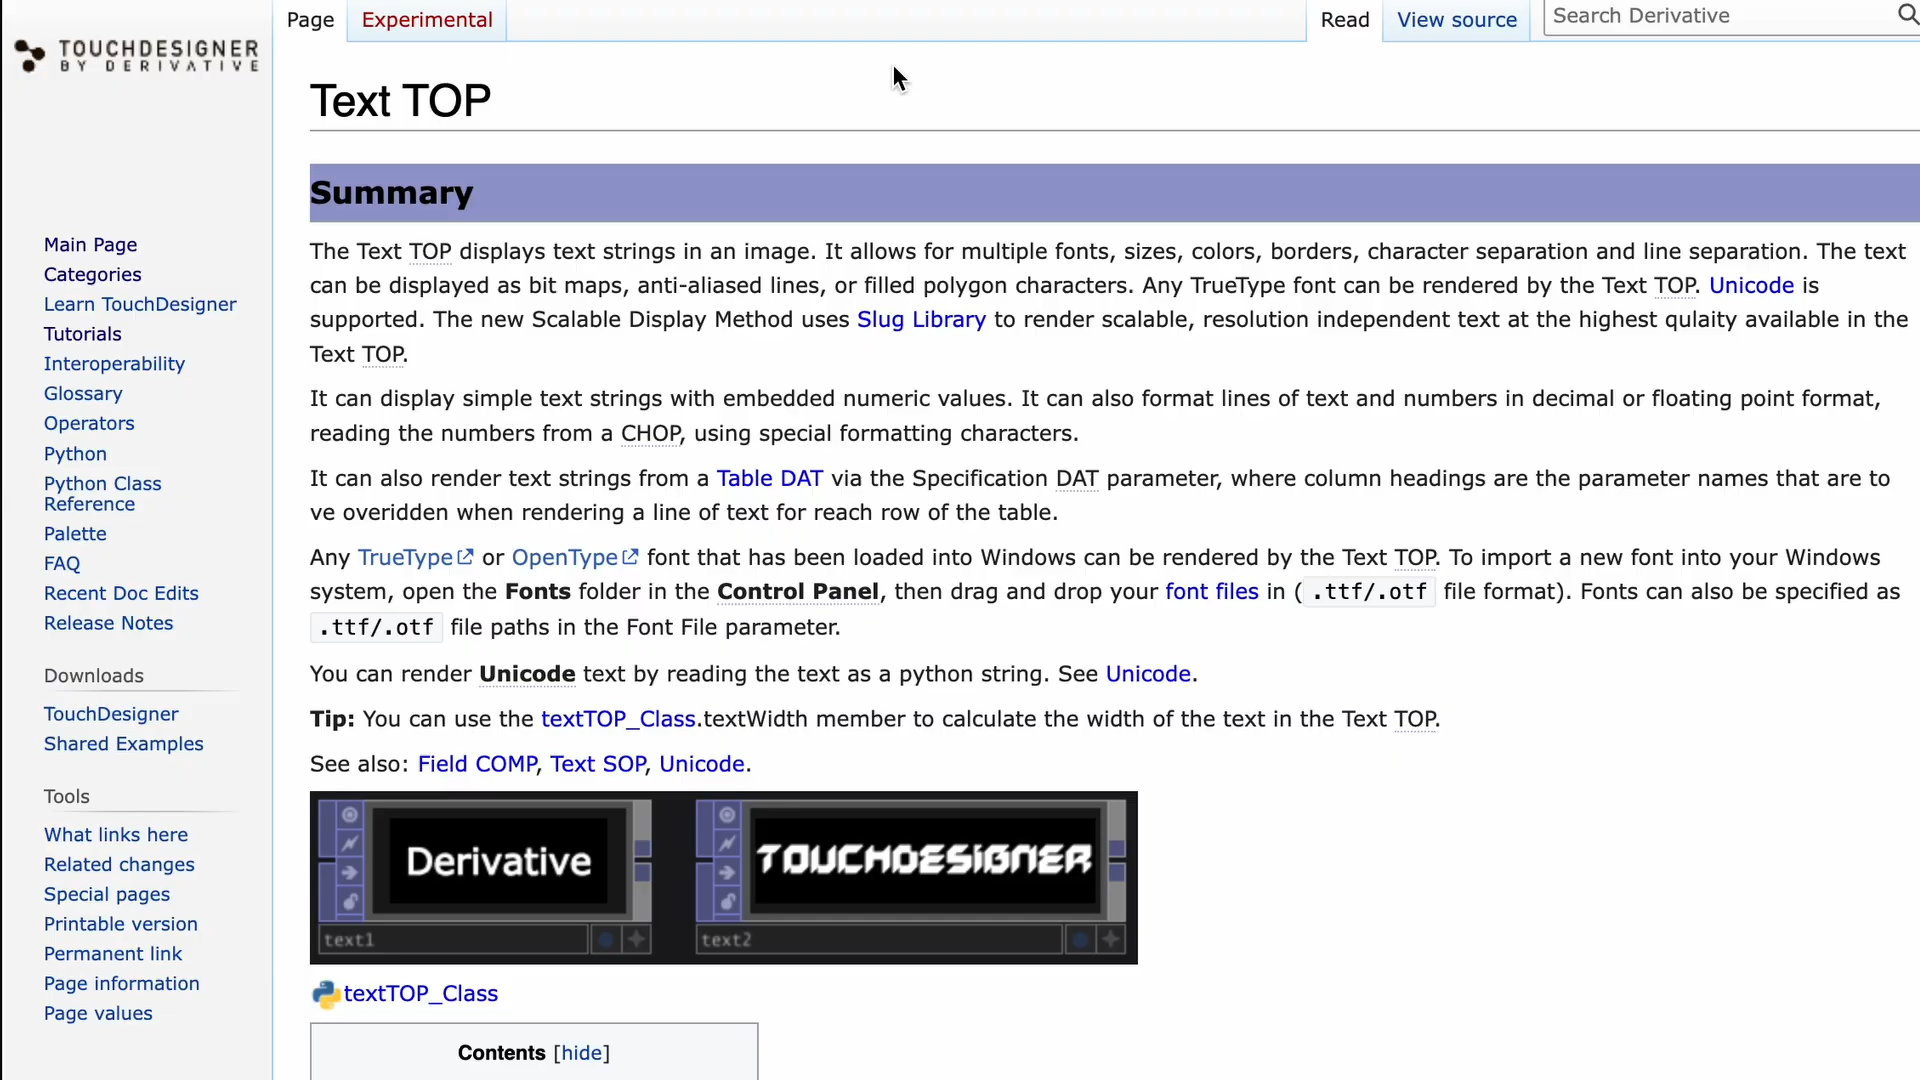 Page
Experimental
Read
View source
Search Derivative
TOUCHDESIGNER
BY DERIVATIVE
Main Page
Categories
Learn TouchDesigner
Tutorials
Interoperability
Glossary
Operators
Python
Python Class
Reference
Palette
FAQ
Recent Doc Edits
Release Notes
Downloads
TouchDesigner
Shared Examples
Tools
What links here
Related changes
Special pages
Printable version
Permanent link
Page information
Page values
Text TOP
Summary
The Text TOP displays text strings in an image. It allows for multiple fonts, sizes, colors, borders, character separation and line separation. The text
can be displayed as bit maps, anti-aliased lines, or filled polygon characters. Any TrueType font can be rendered by the Text TOP. Unicode is
supported. The new Scalable Display Method uses Slug Library to render scalable, resolution independent text at the highest qulaity available in the
Text TOP.
It can display simple text strings with embedded numeric values. It can also format lines of text and numbers in decimal or floating point format,
reading the numbers from a CHOP, using special formatting characters.
It can also render text strings from a Table DAT via the Specification DAT parameter, where column headings are the parameter names that are to
ve overidden when rendering a line of text for reach row of the table.
Any TrueType or OpenType font that has been loaded into Windows can be rendered by the Text TOP. To import a new font into your Windows
system, open the Fonts folder in the Control Panel, then drag and drop your font files in ( .ttf/.otf file format). Fonts can also be specified as
.ttf/.otf file paths in the Font File parameter.
You can render Unicode text by reading the text as a python string. See Unicode.
Tip: You can use the textTOP_Class.textWidth member to calculate the width of the text in the Text TOP.
See also: Field COMP, Text SOP, Unicode.
Derivative
TOUCHDESIGNER
text1
text2
textTOP_Class
Contents [hide]